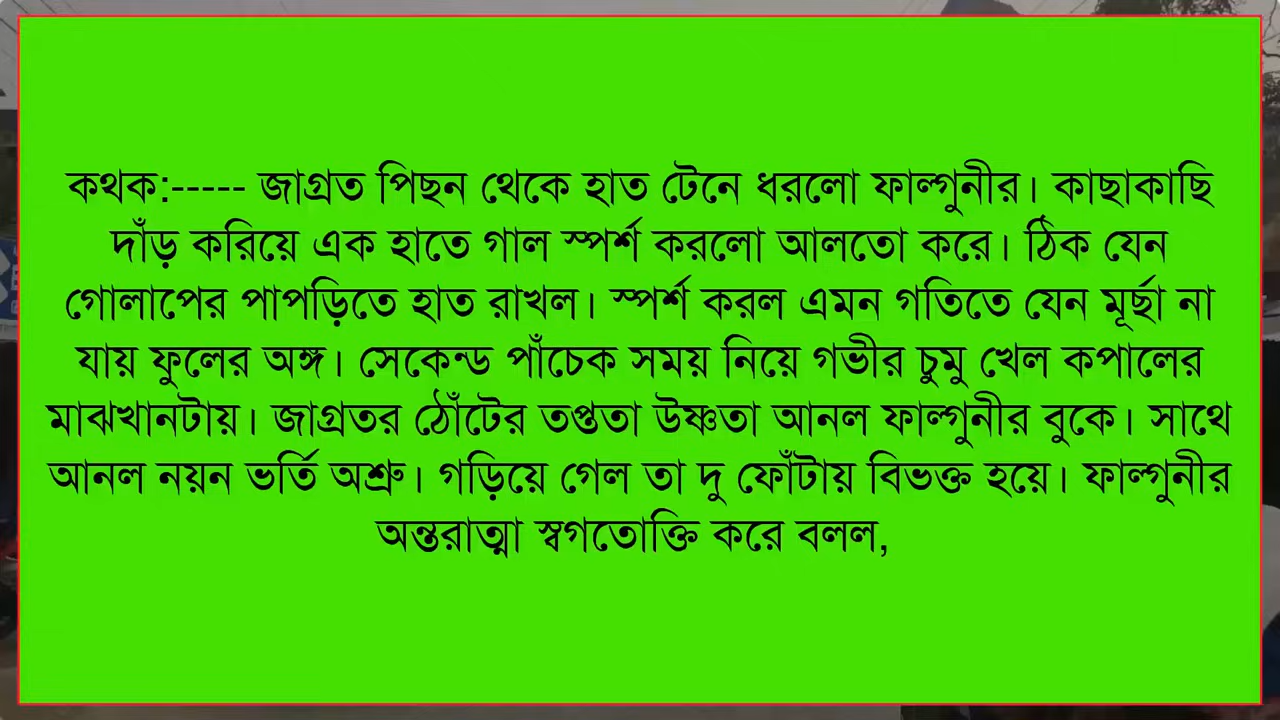 কথক:----- জাগ্রত পিছন থেকে হাত টেনে ধরলো ফাল্গুনীর। কাছাকাছি
দাঁড় করিয়ে এক হাতে গাল স্পর্শ করলো আলতো করে। ঠিক যেন
গোলাপের পাপড়িতে হাত রাখল। স্পর্শ করল এমন গতিতে যেন মূর্ছা না
যায় ফুলের অঙ্গ। সেকেন্ড পাঁচেক সময় নিয়ে গভীর চুমু খেল কপালের
মাঝখানটায়। জাগ্রতর ঠোঁটের তপ্ততা উষ্ণতা আনল ফাল্গুনীর বুকে। সাথে
আনল নয়ন ভর্তি অশ্রু। গড়িয়ে গেল তা দু ফোঁটায় বিভক্ত হয়ে। ফাল্গুনীর
অন্তরাত্মা স্বগতোক্তি করে বলল,